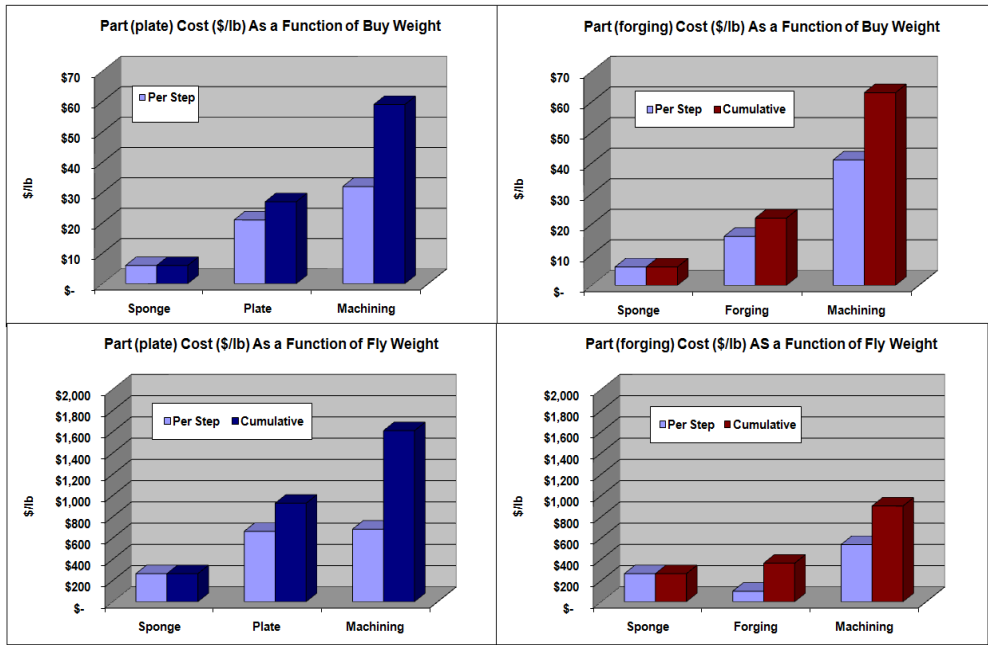 Part (plate) Cost ($/lb) As a Function of Buy Weight
$70
$60
$50
$40
$30
$20
$10
$-
$/lb
Per Step
Sponge Plate Machining
Part (forging) Cost ($/lb) As a Function of Buy Weight
$70
$60
$50
$40
$30
$20
$10
$-
$/lb
Per Step Cumulative
Sponge Forging Machining
Part (plate) Cost ($/lb) As a Function of Fly Weight
$2,000
$1,800
$1,600
$1,400
$1,200
$1,000
$800
$600
$400
$200
$-
$/lb
Per Step Cumulative
Sponge Plate Machining
Part (forging) Cost ($/lb) AS a Function of Fly Weight
$2,000
$1,800
$1,600
$1,400
$1,200
$1,000
$800
$600
$400
$200
$-
$/lb
Per Step Cumulative
Sponge Forging Machining